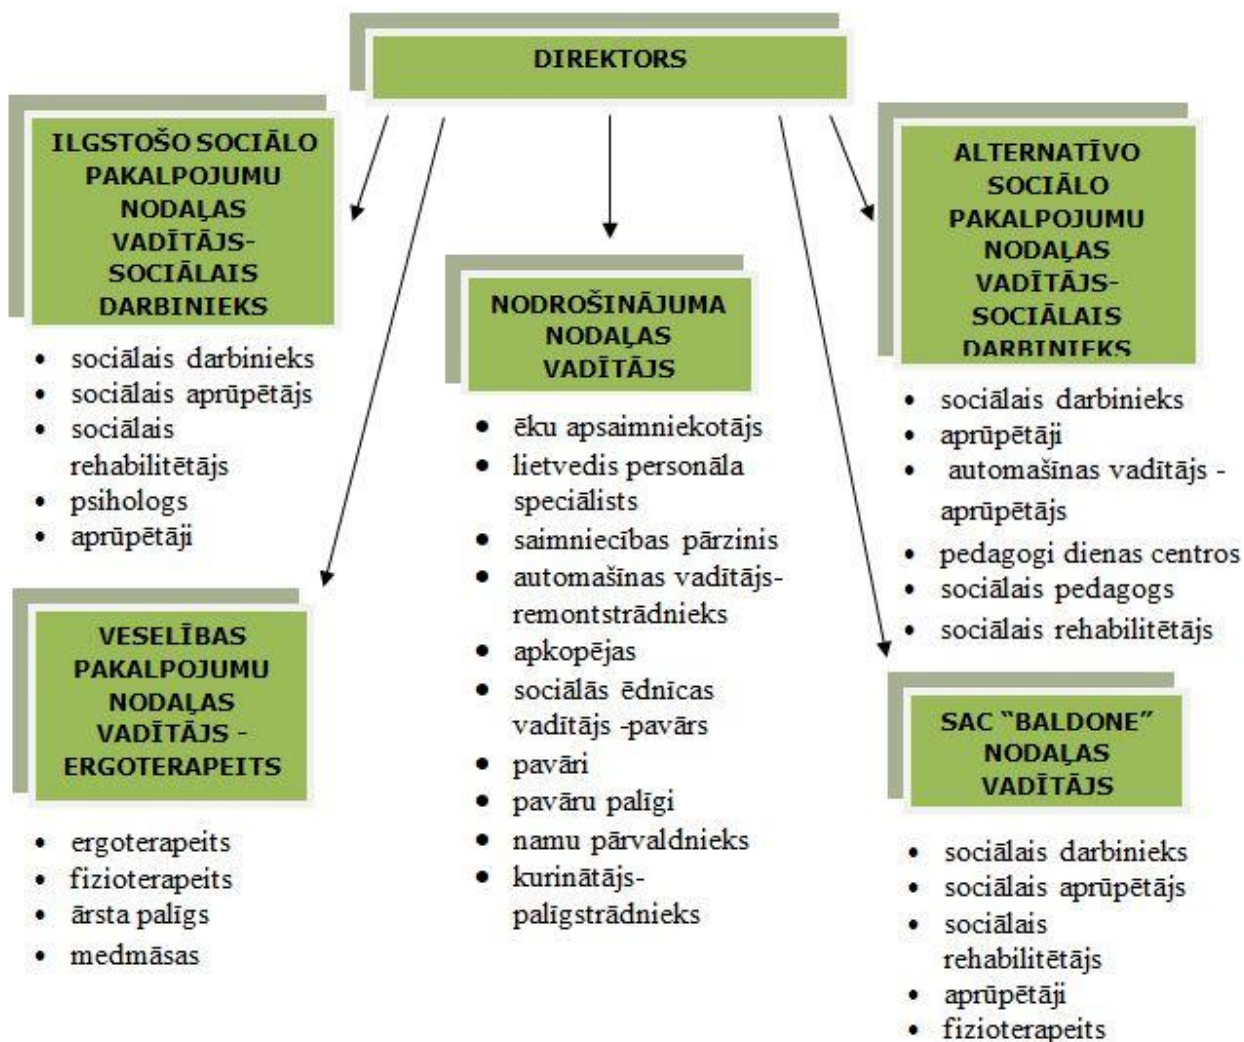 DIREKTORS
ILGSTOŠO SOCIĀLO
PAKALPOJUMU
NODAĻAS
VADĪTĀJS-
SOCIĀLAIS
DARBINIEKS
• sociālais darbinieks
• sociālais aprūpētājs
• sociālais
rehabilitētājs
• psihologs
• aprūpētāji
VESELĪBAS
PAKALPOJUMU
NODAĻAS
VADĪTĀJS -
ERGOTERAPEITS
• ergoterapeits
• fizioterapeits
• ārsta palīgs
• medmāsas
NODROŠINĀJUMA
NODAĻAS
VADĪTĀJS
• ēku apsaimniekotājs
• lietvedis personāla
speciālists
• saimniecības pārzinis
• automašīnas vadītājs-
remontstrādnieks
• apkopējas
• sociālās ēdnīcas
vadītājs -pavārs
• pavāri
• pavāru palīgi
• namu pārvaldnieks
• kurinātājs-
palīgstrādnieks
ALTERNATĪVO
SOCIĀLO
PAKALPOJUMU
NODAĻAS
VADĪTĀJS-
SOCIĀLAIS
DARBINIEKS
• sociālais darbinieks
• aprūpētāji
• automašīnas vadītājs -
aprūpētājs
• pedagogi dienas centros
• sociālais pedagogs
• sociālais rehabilitētājs
SAC “BALDONE”
NODAĻAS
VADĪTĀJS
• sociālais darbinieks
• sociālais aprūpētājs
• sociālais
rehabilitētājs
• aprūpētāji
• fizioterapeits